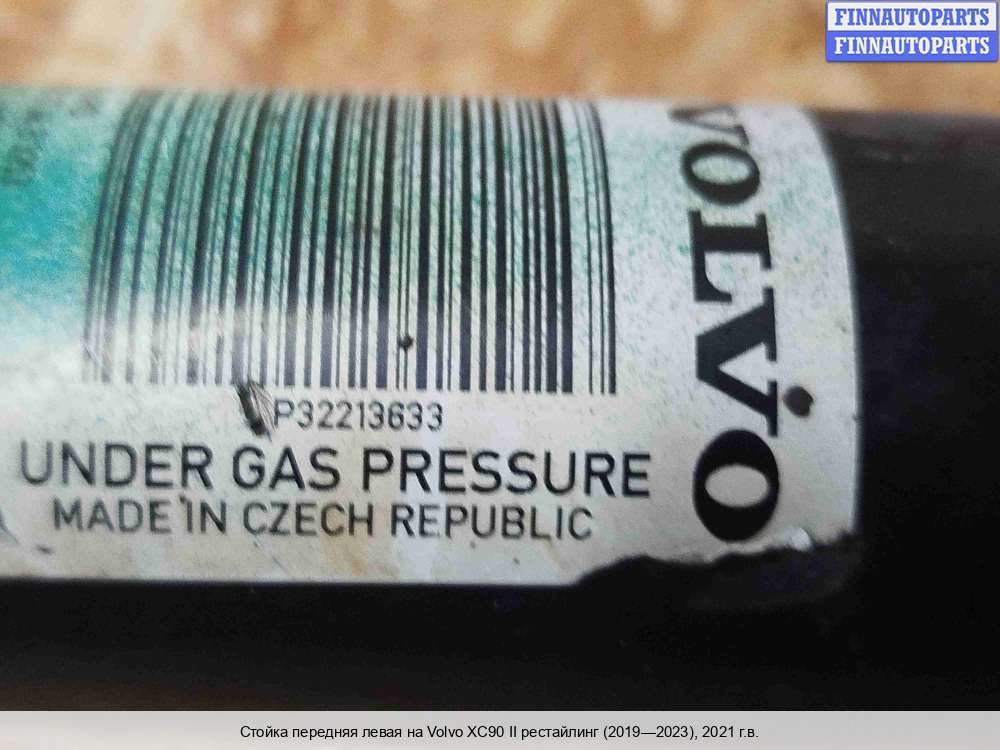 FINNAUTOPARTS
FINNAUTOPARTS
VOLVO
P32213633
UNDER GAS PRESSURE
MADE IN CZECH REPUBLIC
Стойка передняя левая на Volvo XC90 II рестайлинг (2019—2023), 2021 г.в.